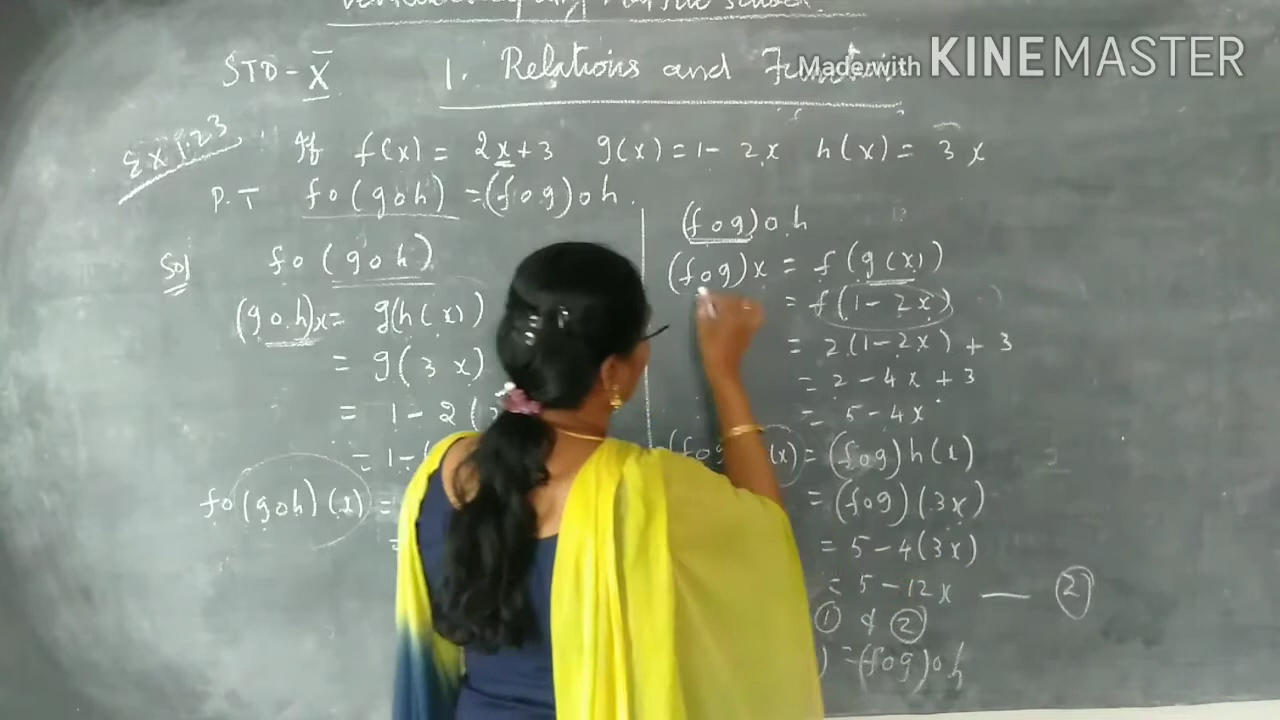 STD - X
1. Relations and Function
Made with KINEMASTER
Ex 1.23 If f(x) = 2x+3 g(x) = 1-2x h(x) = 3x
P.T fo(goh) = (fog)oh.
Sol fo(goh)
(goh)x = g(h(x))
= g(3x)
= 1-2(
= 1-(
fo(goh)(x) =
=
(fog)oh
(fog)x = f(g(x))
= f(1-2x)
= 2(1-2x)+3
= 2-4x+3
= 5-4x
(fog (x) = (fog)h(x)
= (fog)(3x)
= 5-4(3x)
= 5-12x — ②
① & ②
) = (fog)oh